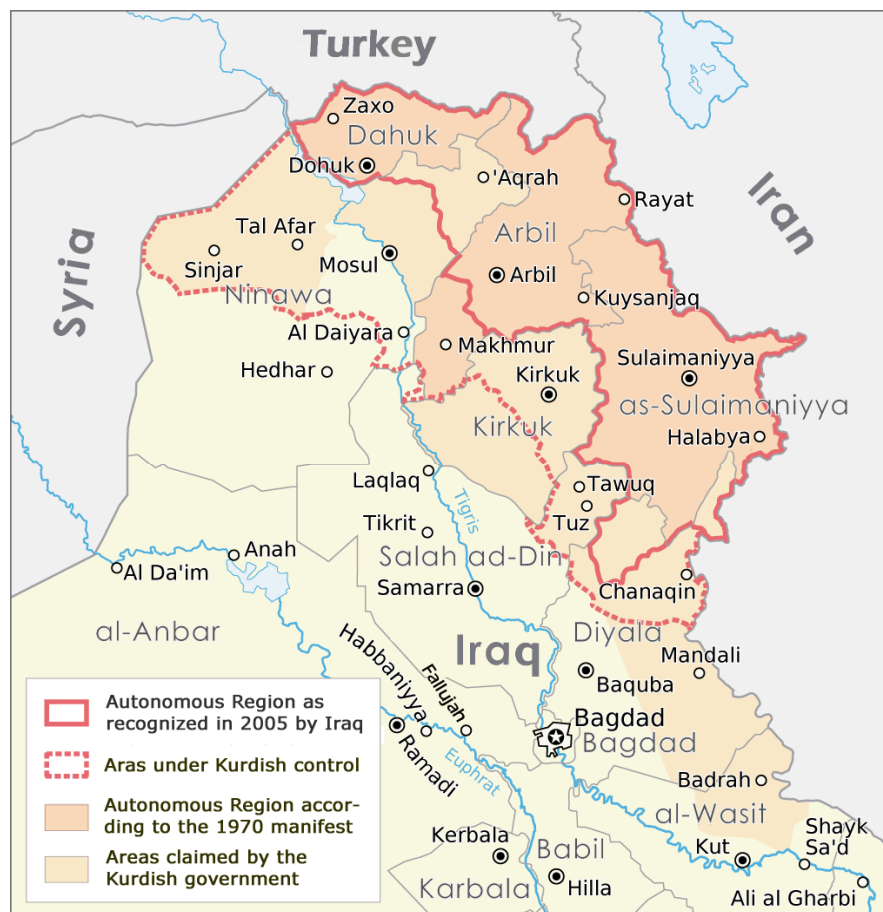 Turkey
Zaxo
Dahuk
Dohuk
'Aqrah
Rayat
Iran
Syria
Tal Afar
Sinjar
Mosul
Ninawa
Arbil
Arbil
Kuysanjaq
Al Daiyara
Makhmur
Hedhar
Kirkuk
Kirkuk
Sulaimaniyya
as-Sulaimaniyya
Halabya
Laqlaq
Tigris
Tawuq
Tuz
Tikrit
Salah ad-Din
Anah
Al Da'im
Samarra
Chanaqin
al-Anbar
Iraq
Diyala
Mandali
Baquba
Habbaniyya
Fallujah
Ramadi
Euphrat
Bagdad
Bagdad
Badrah
al-Wasit
Shayk
Sa'd
Kut
Ali al Gharbi
Kerbala
Karbala
Babil
Hilla
Autonomous Region as
recognized in 2005 by Iraq
Aras under Kurdish control
Autonomous Region accor-
ding to the 1970 manifest
Areas claimed by the
Kurdish government